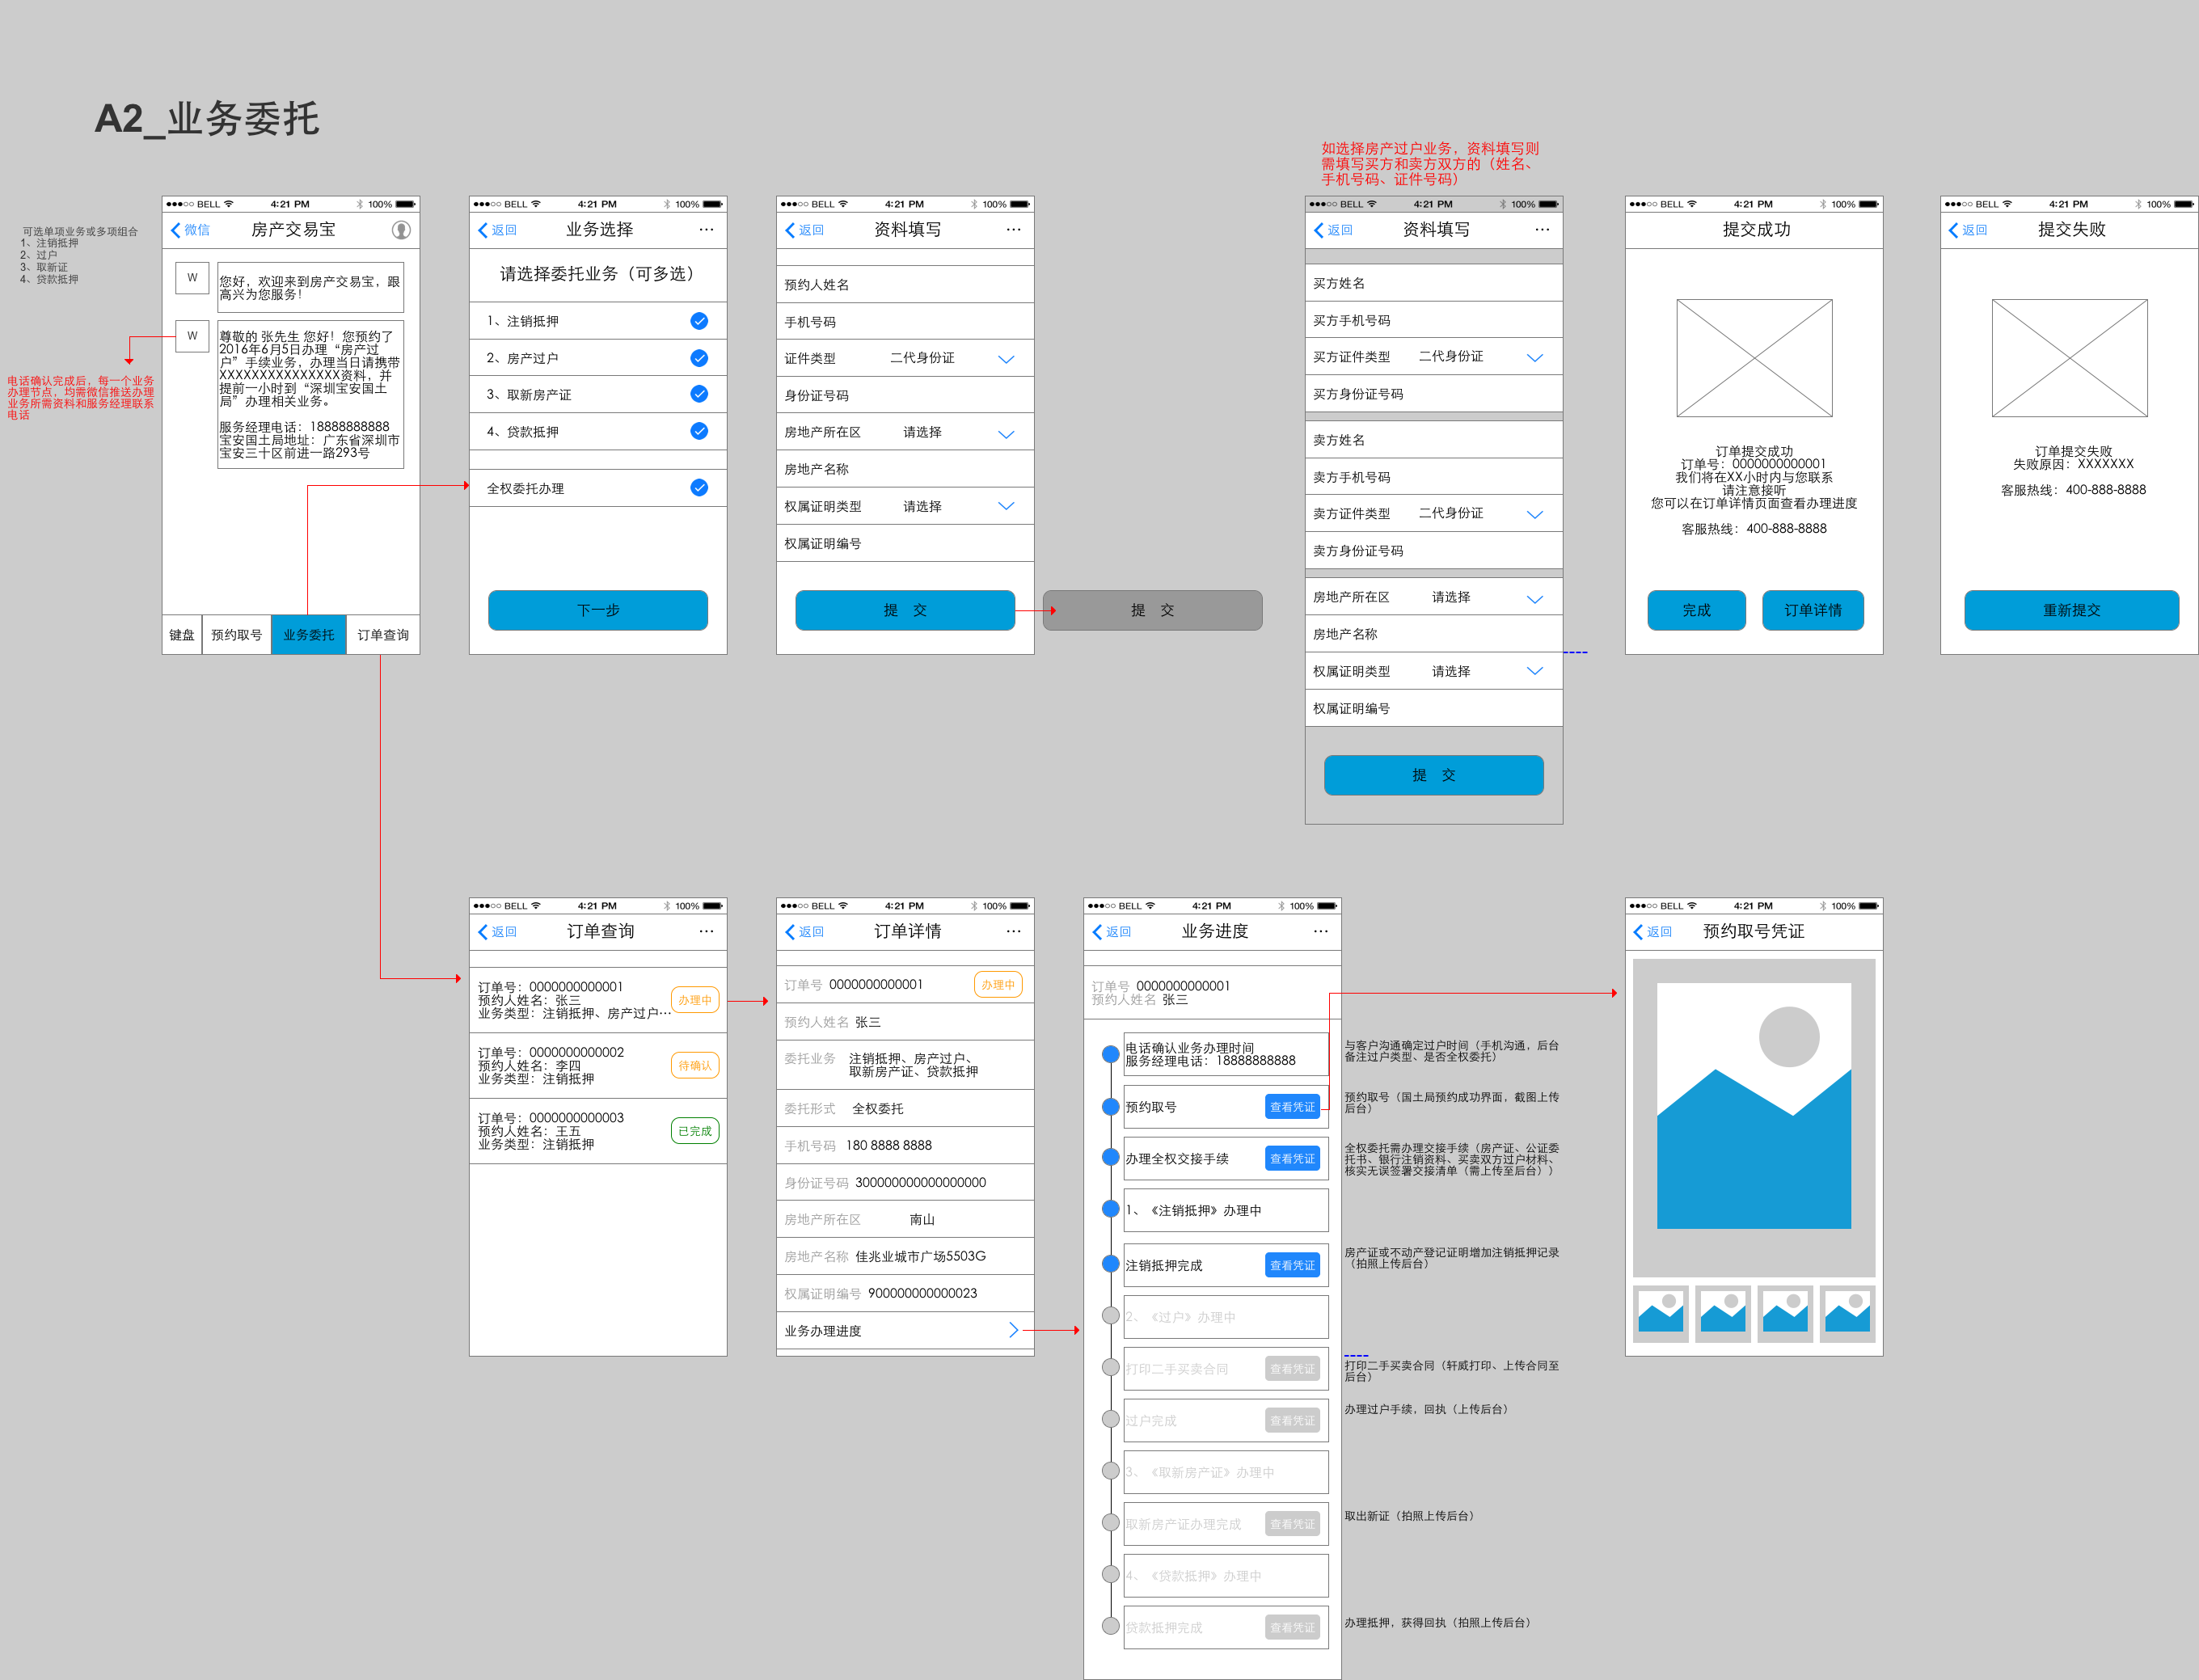 A2_业务委托
可选单项业务或多项组合
1、注销抵押
2、过户
3、取新证
4、贷款抵押
电话确认完成后，每一个业务
办理节点，均需微信推送办理
业务所需资料和服务经理联系
电话
BELL 4:21 PM 100%
微信 房产交易宝
W
您好，欢迎来到房产交易宝，跟
高兴为您服务！
W
尊敬的 张先生 您好！您预约了
2016年6月5日办理“房产过
户”手续业务，办理当日请携带
XXXXXXXXXXXXXXX资料，并
提前一小时到“深圳宝安国土
局”办理相关业务。
服务经理电话：18888888888
宝安国土局地址：广东省深圳市
宝安三十区前进一路293号
键盘 预约取号 业务委托 订单查询
BELL 4:21 PM 100%
返回 业务选择 ···
请选择委托业务（可多选）
1、注销抵押
2、房产过户
3、取新房产证
4、贷款抵押
全权委托办理
下一步
BELL 4:21 PM 100%
返回 资料填写 ···
预约人姓名
手机号码
证件类型 二代身份证
身份证号码
房地产所在区 请选择
房地产名称
权属证明类型 请选择
权属证明编号
提 交
提 交
如选择房产过户业务，资料填写则
需填写买方和卖方双方的（姓名、
手机号码、证件号码）
BELL 4:21 PM 100%
返回 资料填写 ···
买方姓名
买方手机号码
买方证件类型 二代身份证
买方身份证号码
卖方姓名
卖方手机号码
卖方证件类型 二代身份证
卖方身份证号码
房地产所在区 请选择
房地产名称
权属证明类型 请选择
权属证明编号
提 交
BELL 4:21 PM 100%
提交成功
订单提交成功
订单号：0000000000001
我们将在XX小时内与您联系
请注意接听
您可以在订单详情页面查看办理进度
客服热线：400-888-8888
完成 订单详情
BELL 4:21 PM 100%
返回 提交失败
订单提交失败
失败原因：XXXXXXX
客服热线：400-888-8888
重新提交
BELL 4:21 PM 100%
返回 订单查询 ···
订单号：0000000000001
预约人姓名：张三
业务类型：注销抵押、房产过户…
办理中
订单号：0000000000002
预约人姓名：李四
业务类型：注销抵押
待确认
订单号：0000000000003
预约人姓名：王五
业务类型：注销抵押
已完成
BELL 4:21 PM 100%
返回 订单详情 ···
订单号 0000000000001 办理中
预约人姓名 张三
委托业务 注销抵押、房产过户、
取新房产证、贷款抵押
委托形式 全权委托
手机号码 180 8888 8888
身份证号码 300000000000000000
房地产所在区 南山
房地产名称 佳兆业城市广场5503G
权属证明编号 900000000000023
业务办理进度
BELL 4:21 PM 100%
返回 业务进度 ···
订单号 0000000000001
预约人姓名 张三
电话确认业务办理时间
服务经理电话：18888888888
预约取号 查看凭证
办理全权交接手续 查看凭证
1、《注销抵押》办理中
注销抵押完成 查看凭证
2、《过户》办理中
打印二手买卖合同 查看凭证
过户完成 查看凭证
3、《取新房产证》办理中
取新房产证办理完成 查看凭证
4、《贷款抵押》办理中
贷款抵押完成 查看凭证
与客户沟通确定过户时间（手机沟通，后台
备注过户类型、是否全权委托）
预约取号（国土局预约成功界面，截图上传
后台）
全权委托需办理交接手续（房产证、公证委
托书、银行注销资料、买卖双方过户材料、
核实无误签署交接清单（需上传至后台））
房产证或不动产登记证明增加注销抵押记录
（拍照上传后台）
打印二手买卖合同（轩威打印、上传合同至
后台）
办理过户手续，回执（上传后台）
取出新证（拍照上传后台）
办理抵押，获得回执（拍照上传后台）
BELL 4:21 PM 100%
返回 预约取号凭证